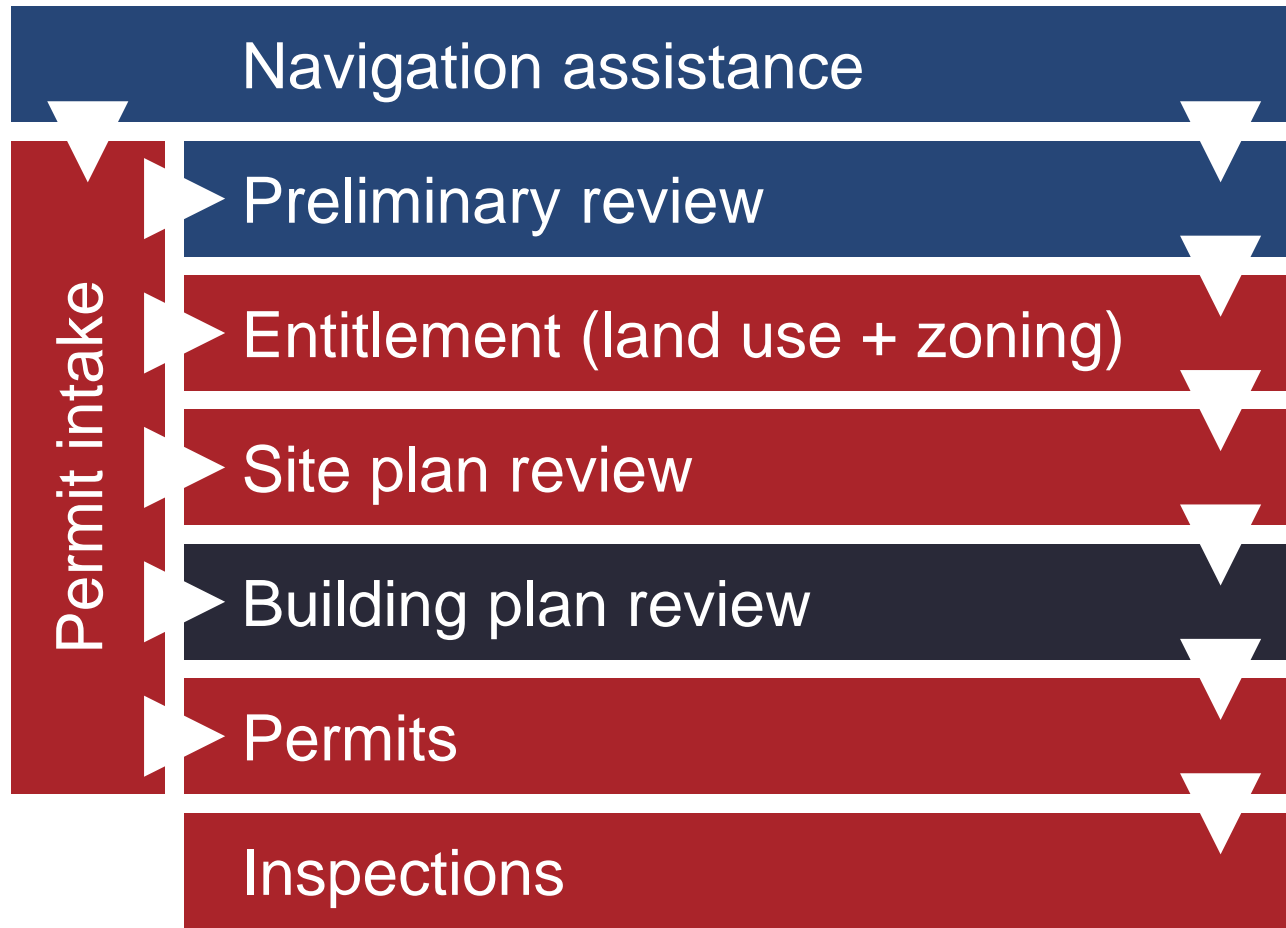 Navigation assistance
Permit intake
Preliminary review
Entitlement (land use + zoning)
Site plan review
Building plan review
Permits
Inspections